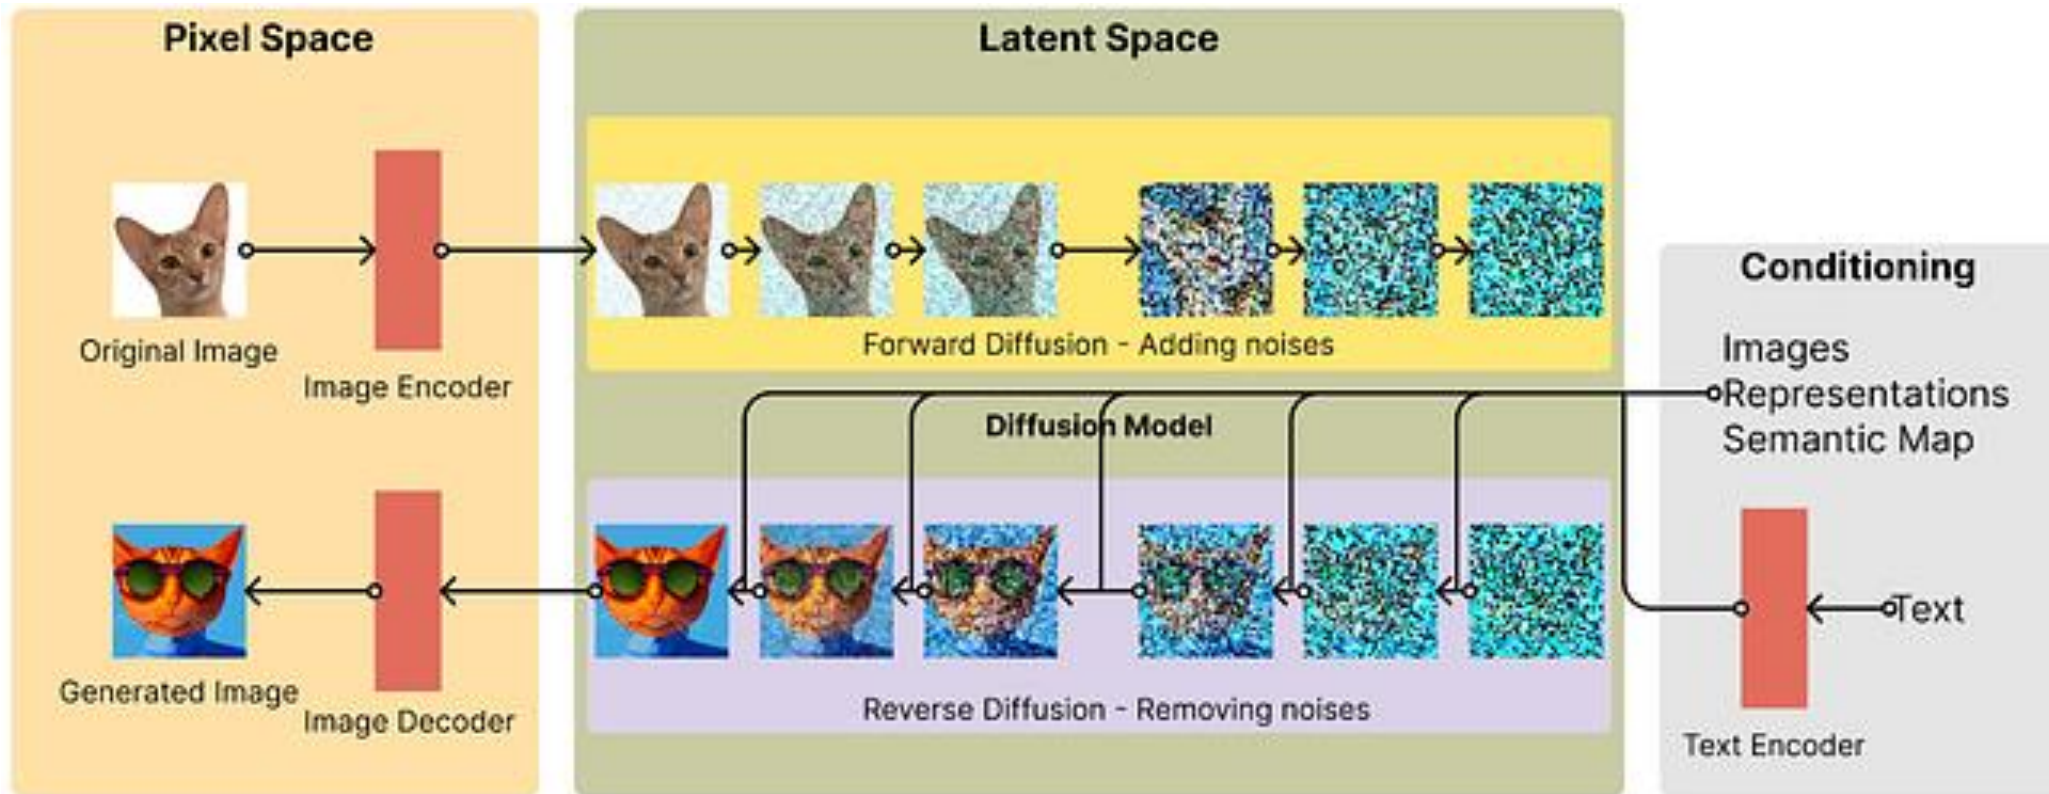 Pixel Space
Latent Space
Original Image
Image Encoder
Forward Diffusion - Adding noises
Conditioning
Images
Representations
Semantic Map
Diffusion Model
Generated Image
Image Decoder
Reverse Diffusion - Removing noises
Text
Text Encoder